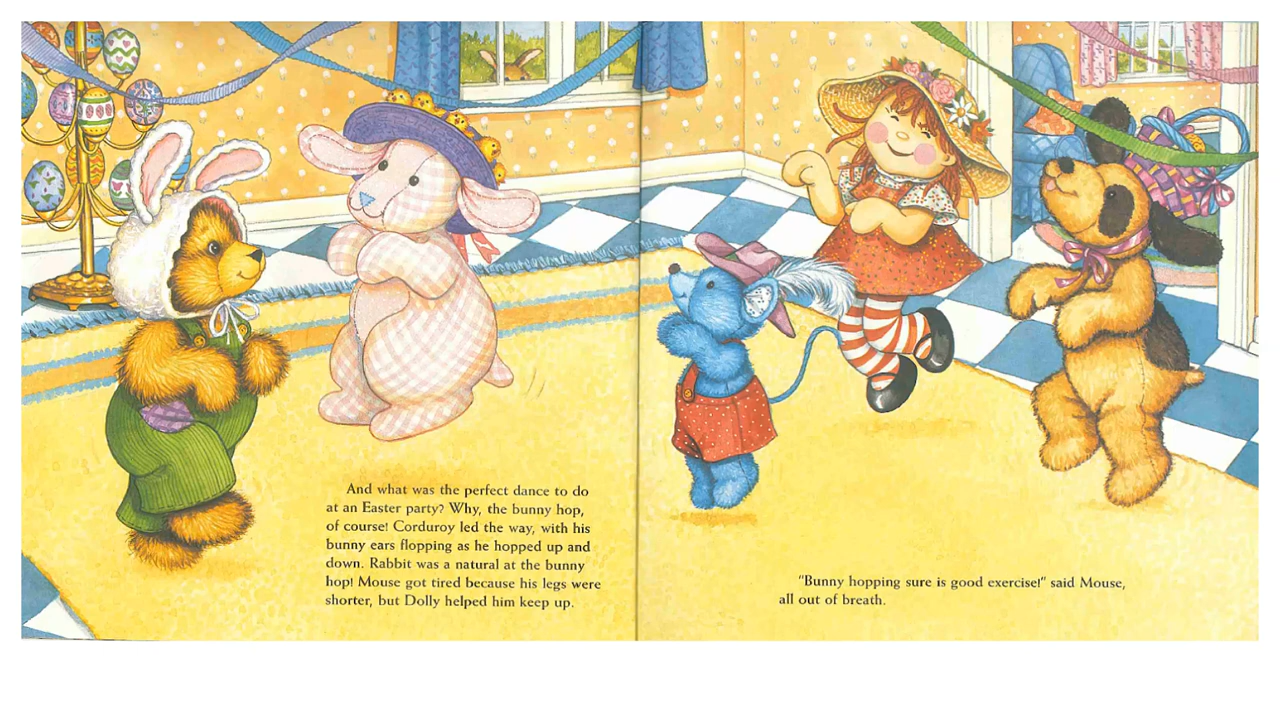 And what was the perfect dance to do
at an Easter party? Why, the bunny hop,
of course! Corduroy led the way, with his
bunny ears flopping as he hopped up and
down. Rabbit was a natural at the bunny
hop! Mouse got tired because his legs were
shorter, but Dolly helped him keep up.
"Bunny hopping sure is good exercise!" said Mouse,
all out of breath.